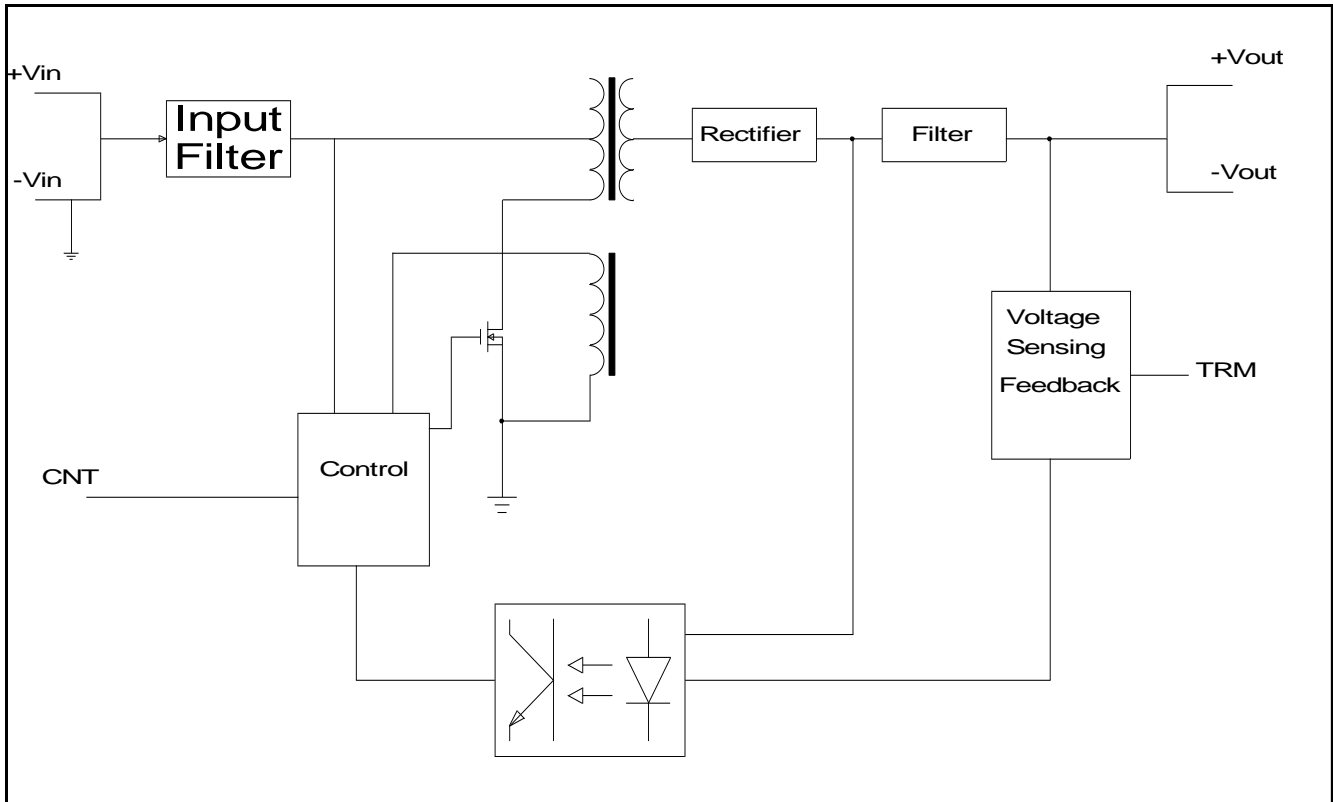 +Vin
-Vin
Input
Filter
Rectifier
Filter
+Vout
-Vout
Voltage
Sensing
Feedback
TRM
CNT
Control